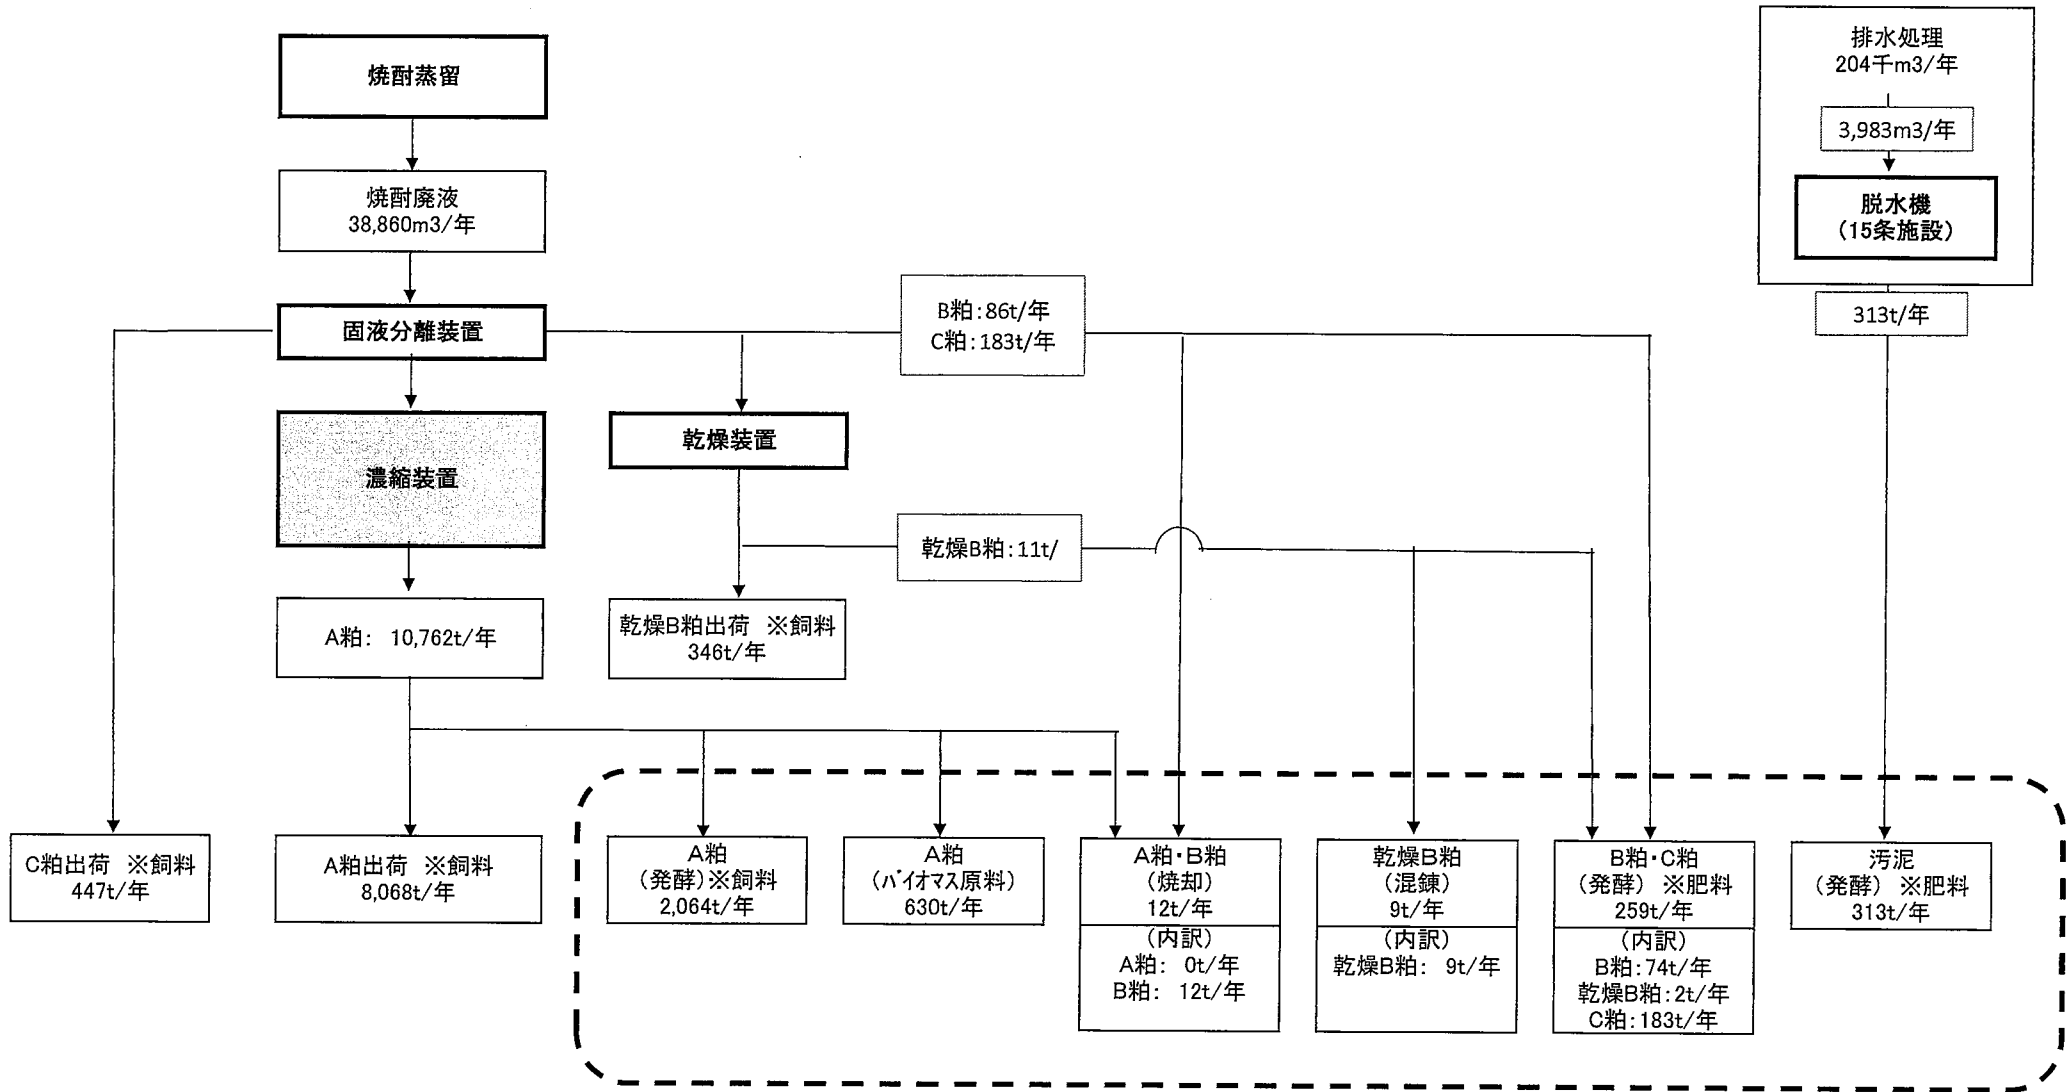 焼酎蒸留
焼酎廃液
38,860m3/年
固液分離装置
濃縮装置
A粕: 10,762t/年
B粕:86t/年
C粕:183t/年
乾燥装置
乾燥B粕:11t/
乾燥B粕出荷 ※飼料
346t/年
排水処理
204千m3/年
3,983m3/年
脱水機
(15条施設)
313t/年
C粕出荷 ※飼料
447t/年
A粕出荷 ※飼料
8,068t/年
A粕
(発酵)※飼料
2,064t/年
A粕
(バイオマス原料)
630t/年
A粕・B粕
(焼却)
12t/年
(内訳)
A粕: 0t/年
B粕: 12t/年
乾燥B粕
(混錬)
9t/年
(内訳)
乾燥B粕: 9t/年
B粕・C粕
(発酵) ※肥料
259t/年
(内訳)
B粕:74t/年
乾燥B粕:2t/年
C粕:183t/年
汚泥
(発酵) ※肥料
313t/年